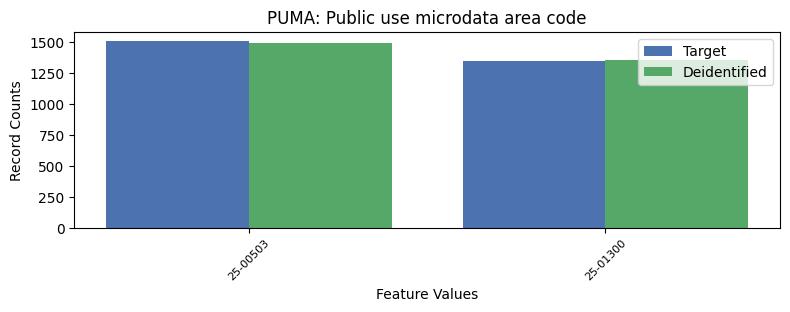 PUMA: Public use microdata area code
Target
Deidentified
Record Counts
1500
1250
1000
750
500
250
0
25-00503
25-01300
Feature Values